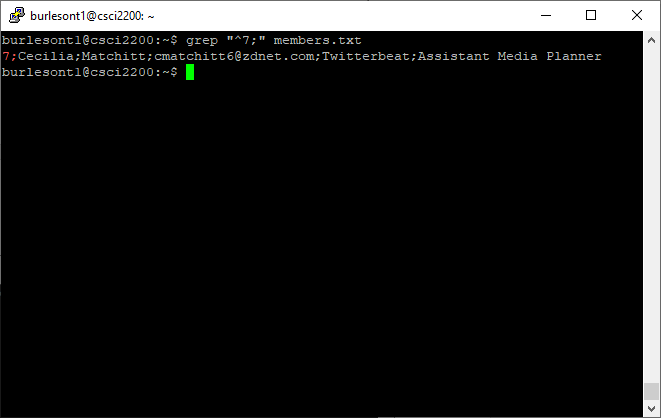 burlesont1@csci2200: ~
burlesont1@csci2200:~$ grep "^7;" members.txt
7;Cecilia;Matchitt;cmatchitt6@zdnet.com;Twitterbeat;Assistant Media Planner
burlesont1@csci2200:~$